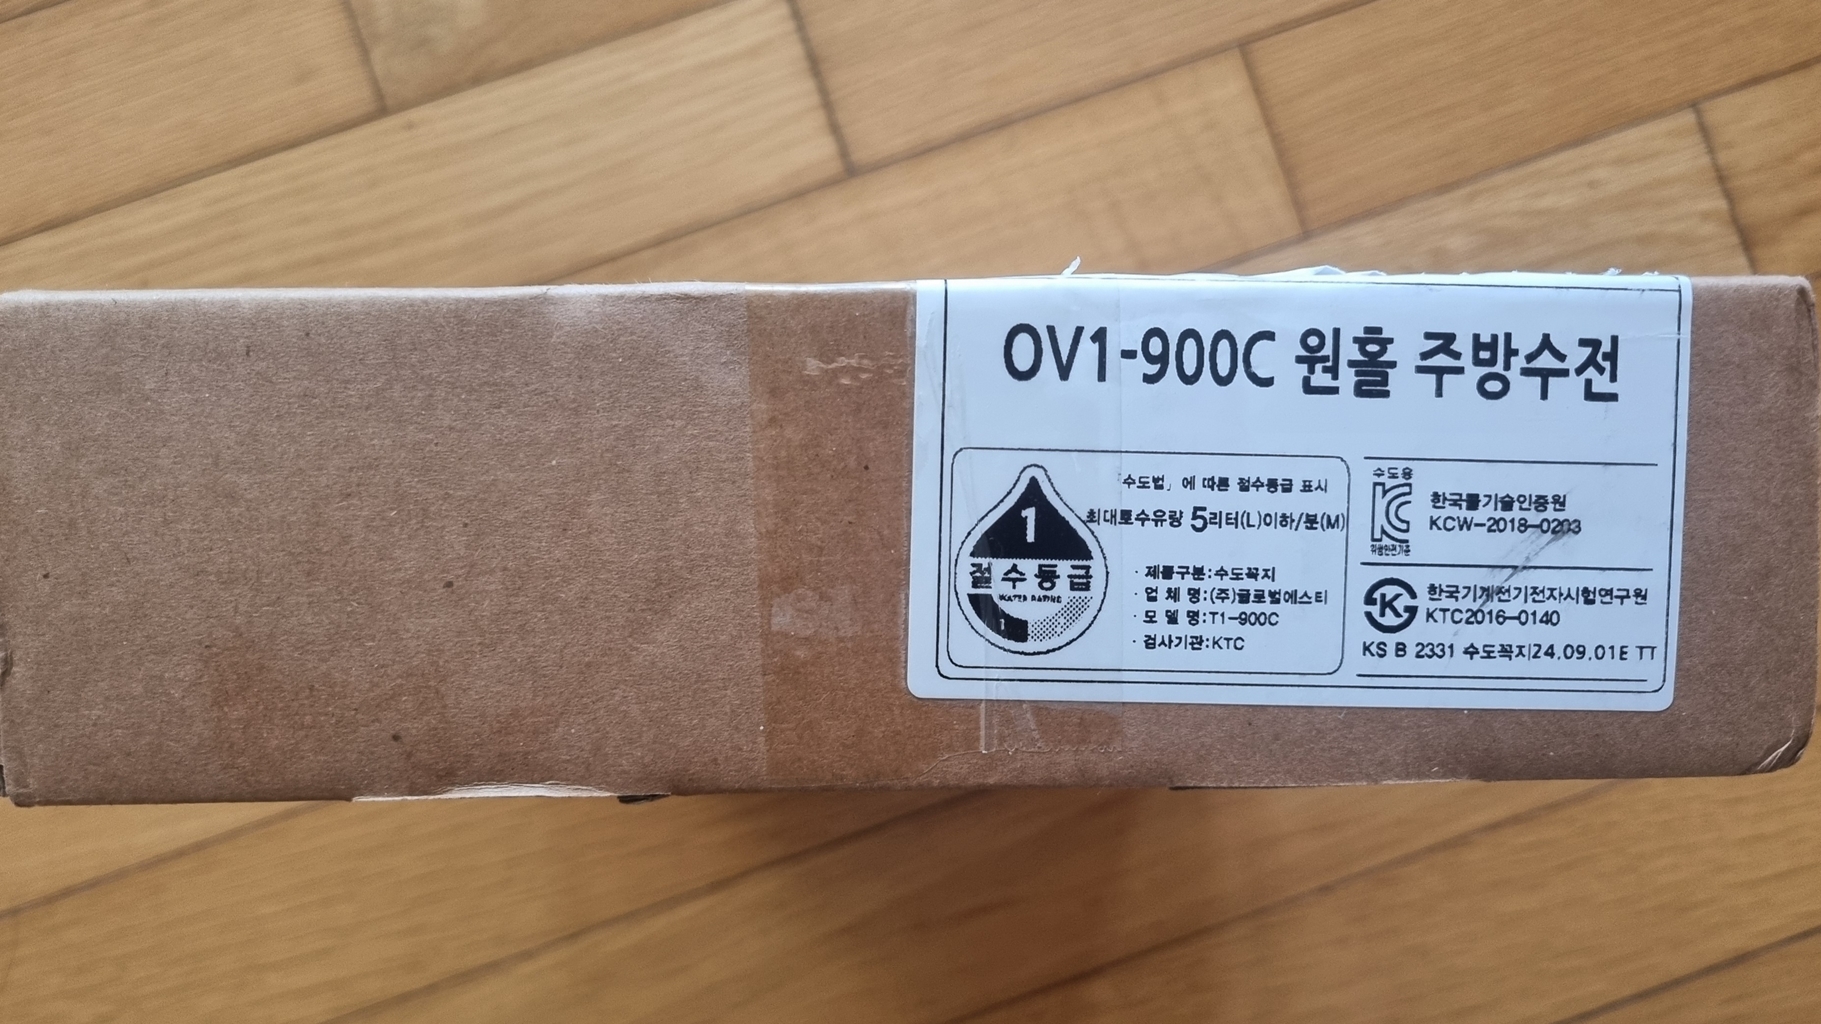 OV1-900C 원홀 주방수전
「수도법」에 따른 절수등급 표시
최대토수유량 5리터(L)이하/분(M)
1
절수등급
WATER RATING
1
· 제품구분:수도꼭지
· 업 체 명:(주)글로벌에스티
· 모 델 명:T1-900C
· 검사기관:KTC
수도용
KC
위생안전기준
한국물기술인증원
KCW-2018-0203
K
한국기계전기전자시험연구원
KTC2016-0140
KS B 2331 수도꼭지24.09.01E TT